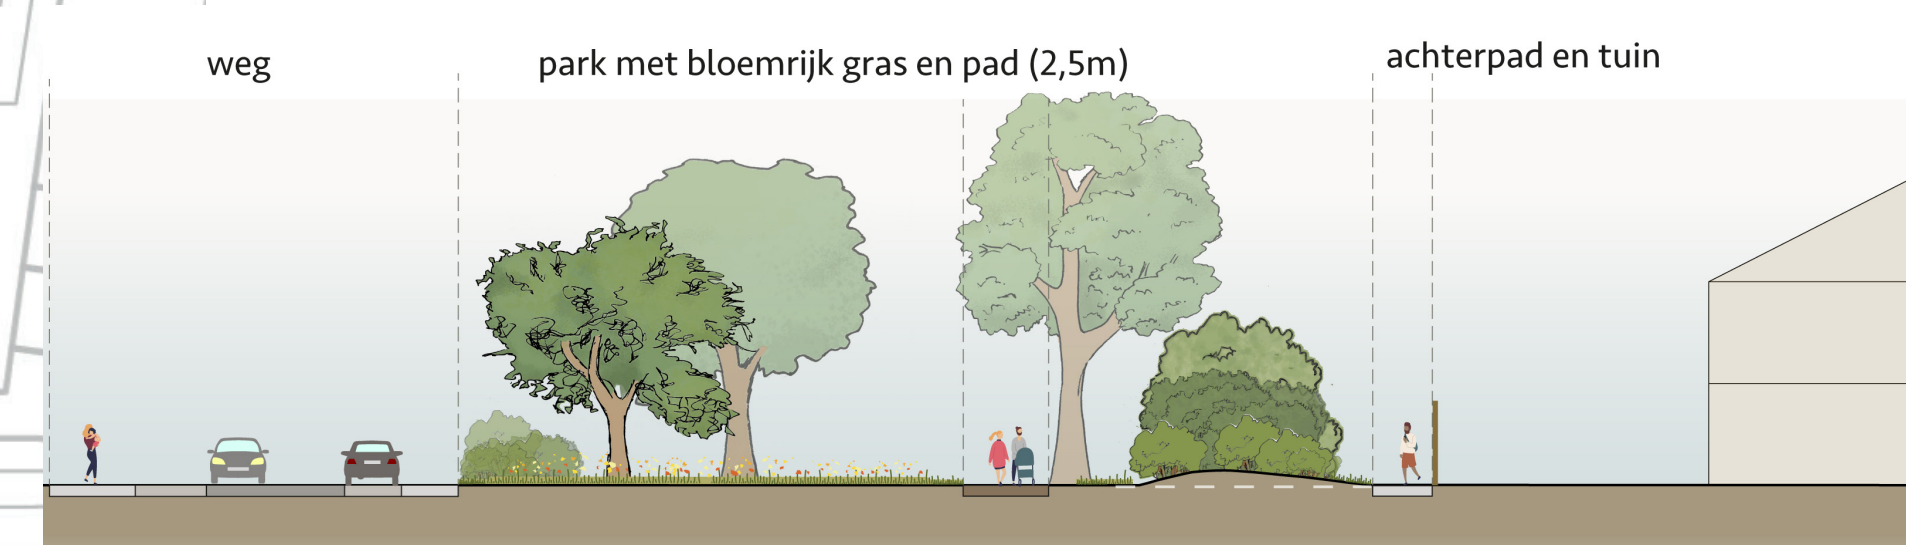 weg
park met bloemrijk gras en pad (2,5m)
achterpad en tuin